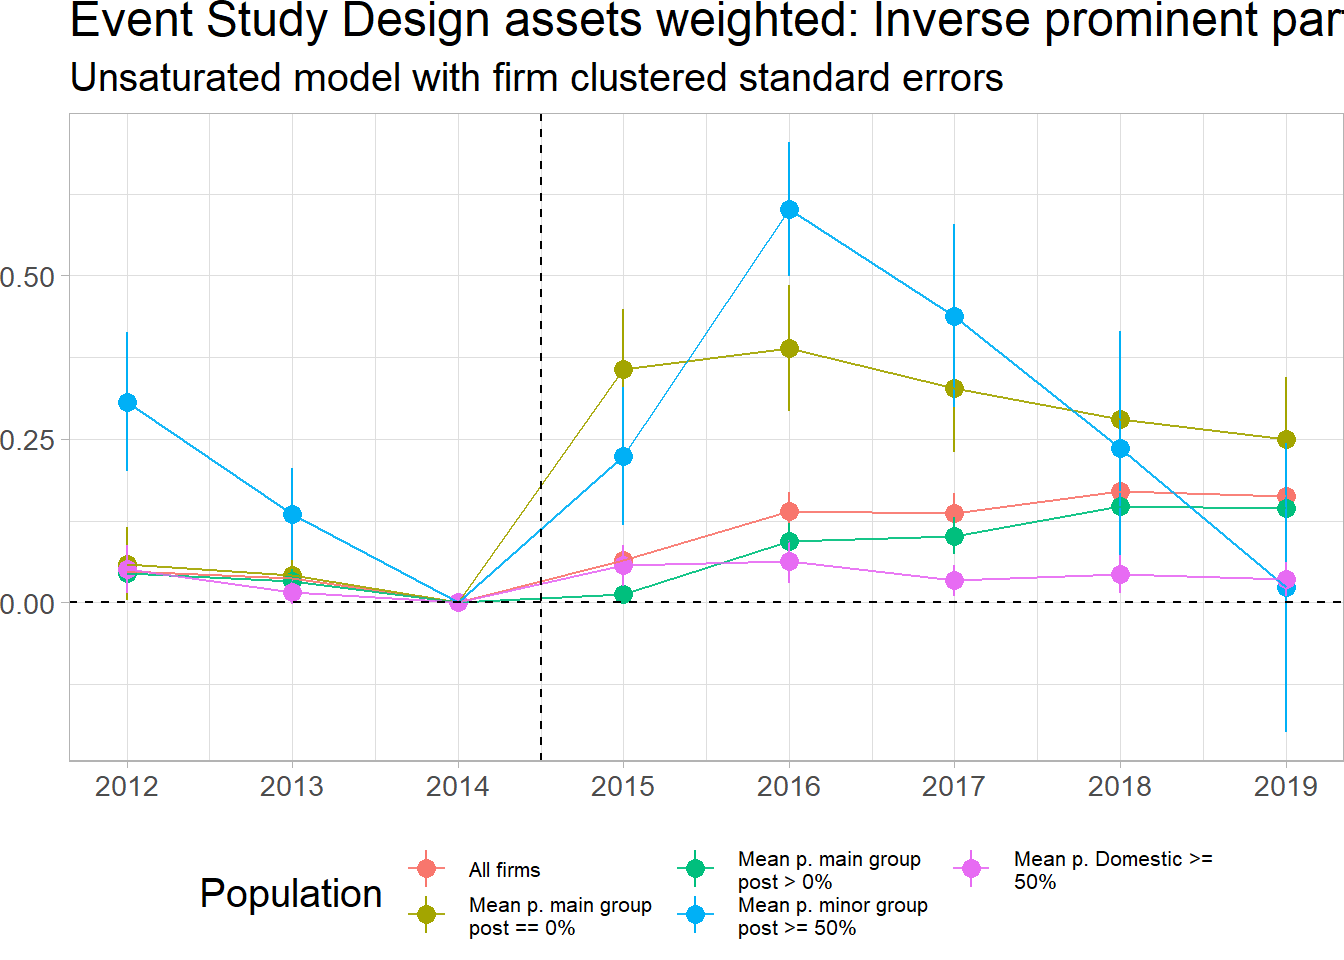 Event Study Design assets weighted: Inverse prominent par
Unsaturated model with firm clustered standard errors
0.50
0.25
0.00
2012 2013 2014 2015 2016 2017 2018 2019
Population
All firms
Mean p. main group
post == 0%
Mean p. main group
post > 0%
Mean p. minor group
post >= 50%
Mean p. Domestic >=
50%